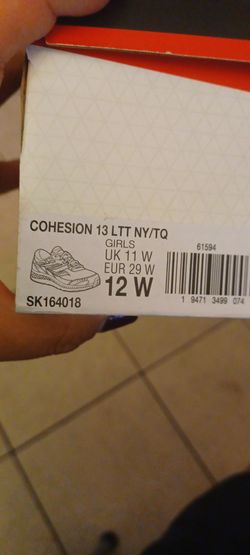 COHESION 13 LTT NY/TQ
GIRLS
UK 11 W
EUR 29 W
12 W
SK164018
61594
1 9471 3499 074